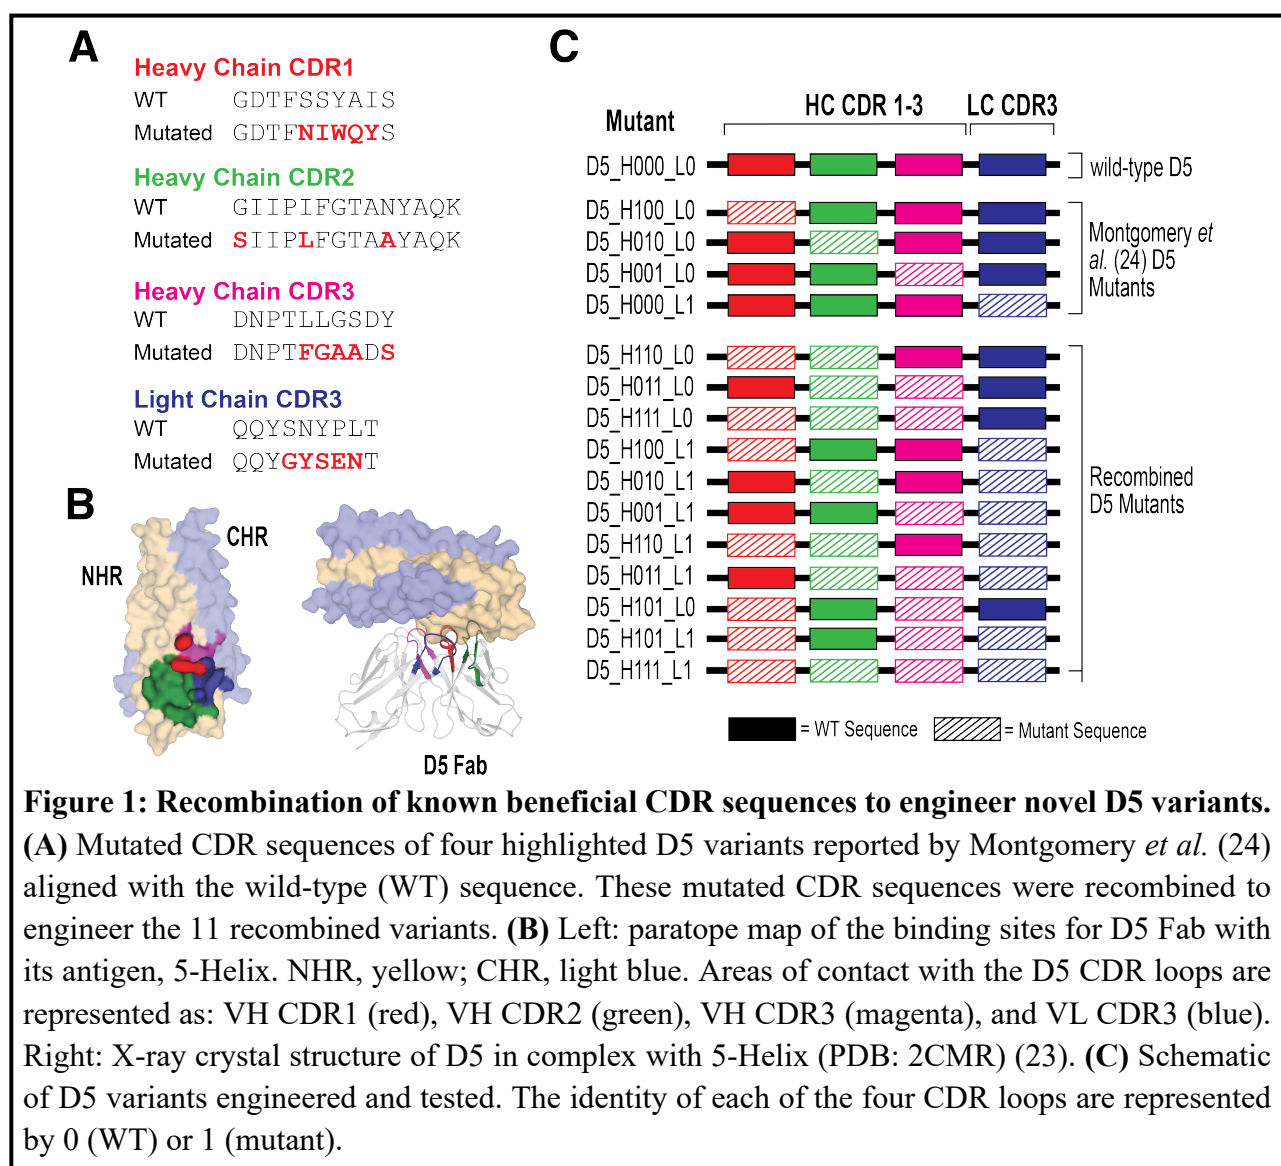 A
Heavy Chain CDR1
WT GDTFSSYAIS
Mutated GDTFNIWQYS
Heavy Chain CDR2
WT GIIPIFGTANYAQK
Mutated SIIPLFGTAAYAQK
Heavy Chain CDR3
WT DNPTLLGSDY
Mutated DNPTFGAADS
Light Chain CDR3
WT QQYSNYPLT
Mutated QQYGYSENT
B
CHR
NHR
D5 Fab
C
Mutant HC CDR 1-3 LC CDR3
D5_H000_L0 wild-type D5
D5_H100_L0
D5_H010_L0
D5_H001_L0
D5_H000_L1
Montgomery et
al. (24) D5
Mutants
D5_H110_L0
D5_H011_L0
D5_H111_L0
D5_H100_L1
D5_H010_L1
D5_H001_L1
D5_H110_L1
D5_H011_L1
D5_H101_L0
D5_H101_L1
D5_H111_L1
Recombined
D5 Mutants
= WT Sequence = Mutant Sequence
Figure 1: Recombination of known beneficial CDR sequences to engineer novel D5 variants.
(A) Mutated CDR sequences of four highlighted D5 variants reported by Montgomery et al. (24)
aligned with the wild-type (WT) sequence. These mutated CDR sequences were recombined to
engineer the 11 recombined variants. (B) Left: paratope map of the binding sites for D5 Fab with
its antigen, 5-Helix. NHR, yellow; CHR, light blue. Areas of contact with the D5 CDR loops are
represented as: VH CDR1 (red), VH CDR2 (green), VH CDR3 (magenta), and VL CDR3 (blue).
Right: X-ray crystal structure of D5 in complex with 5-Helix (PDB: 2CMR) (23). (C) Schematic
of D5 variants engineered and tested. The identity of each of the four CDR loops are represented
by 0 (WT) or 1 (mutant).